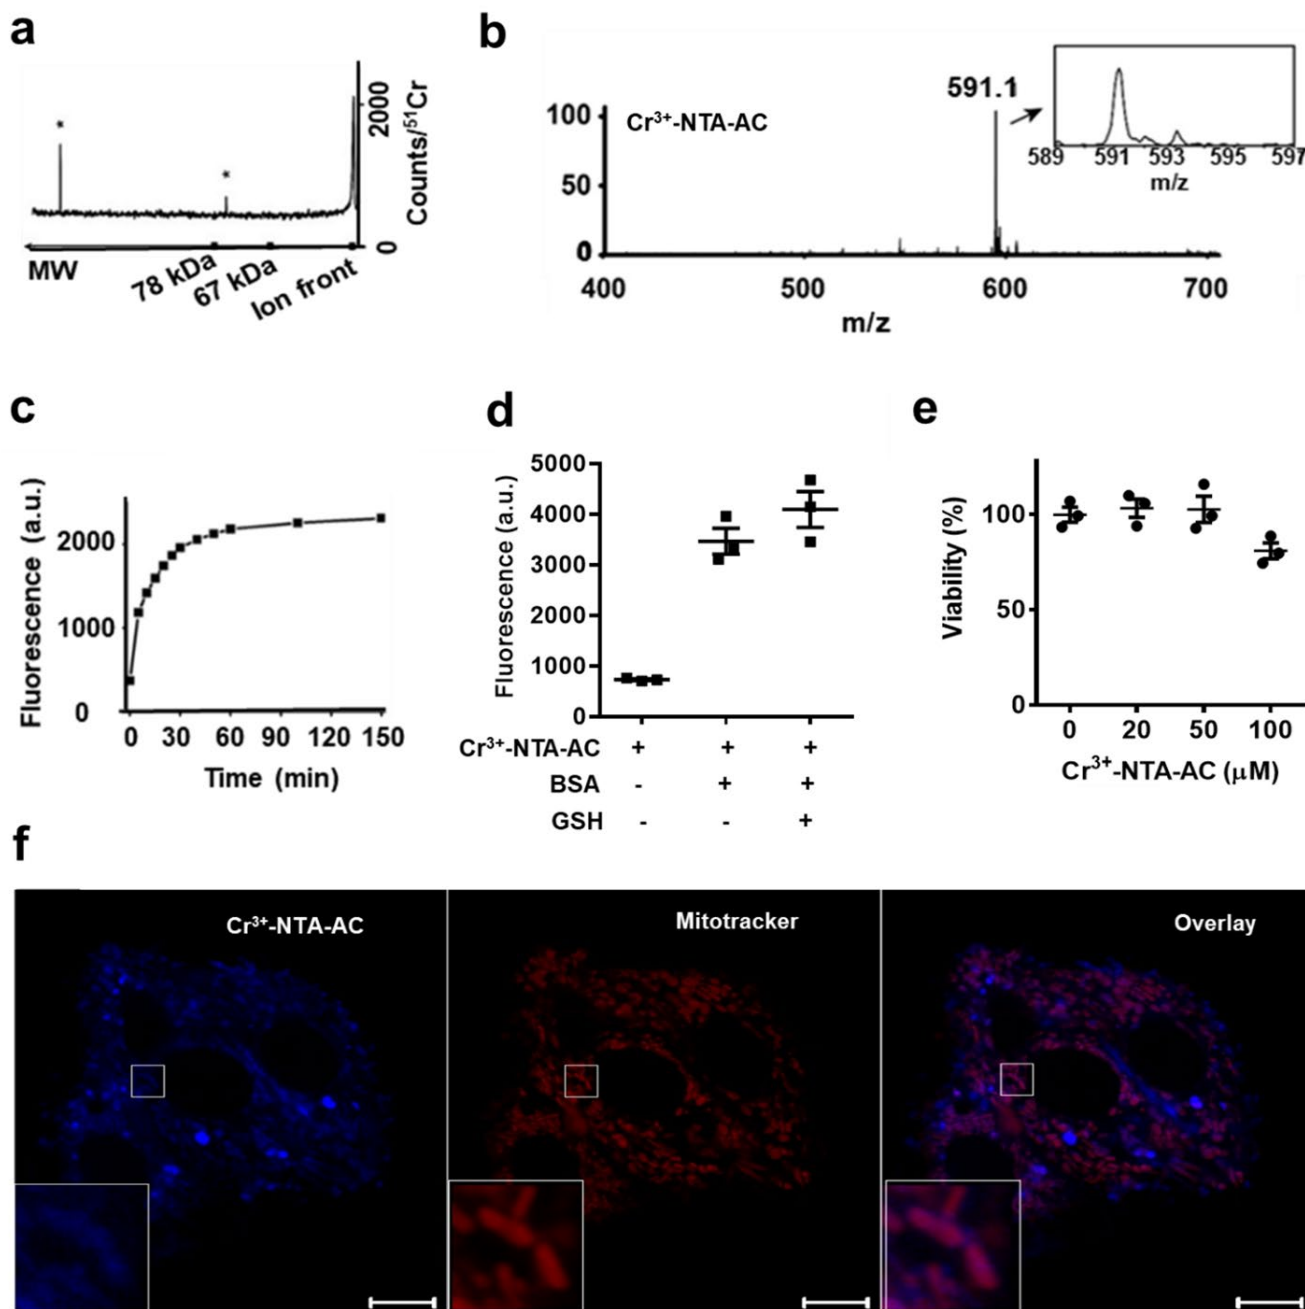 a
*
*
2000
0
Counts/⁵¹Cr
MW
78 kDa
67 kDa
Ion front
b
Cr³⁺-NTA-AC
591.1
100
50
0
400 500 600 700
m/z
589 591 593 595 597
m/z
c
Fluorescence (a.u.)
2000
1000
0
0 30 60 90 120 150
Time (min)
d
Fluorescence (a.u.)
5000
4000
3000
2000
1000
0
Cr³⁺-NTA-AC + + +
BSA - + +
GSH - - +
e
Viability (%)
100
50
0
0 20 50 100
Cr³⁺-NTA-AC (μM)
f
Cr³⁺-NTA-AC
Mitotracker
Overlay